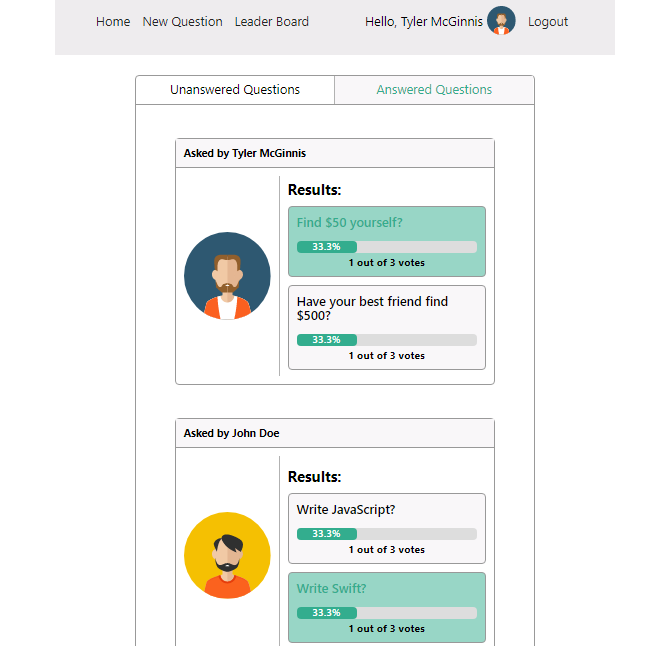 Home New Question Leader Board Hello, Tyler McGinnis Logout
Unanswered Questions Answered Questions
Asked by Tyler McGinnis
Results:
Find $50 yourself?
33.3%
1 out of 3 votes
Have your best friend find
$500?
33.3%
1 out of 3 votes
Asked by John Doe
Results:
Write JavaScript?
33.3%
1 out of 3 votes
Write Swift?
33.3%
1 out of 3 votes